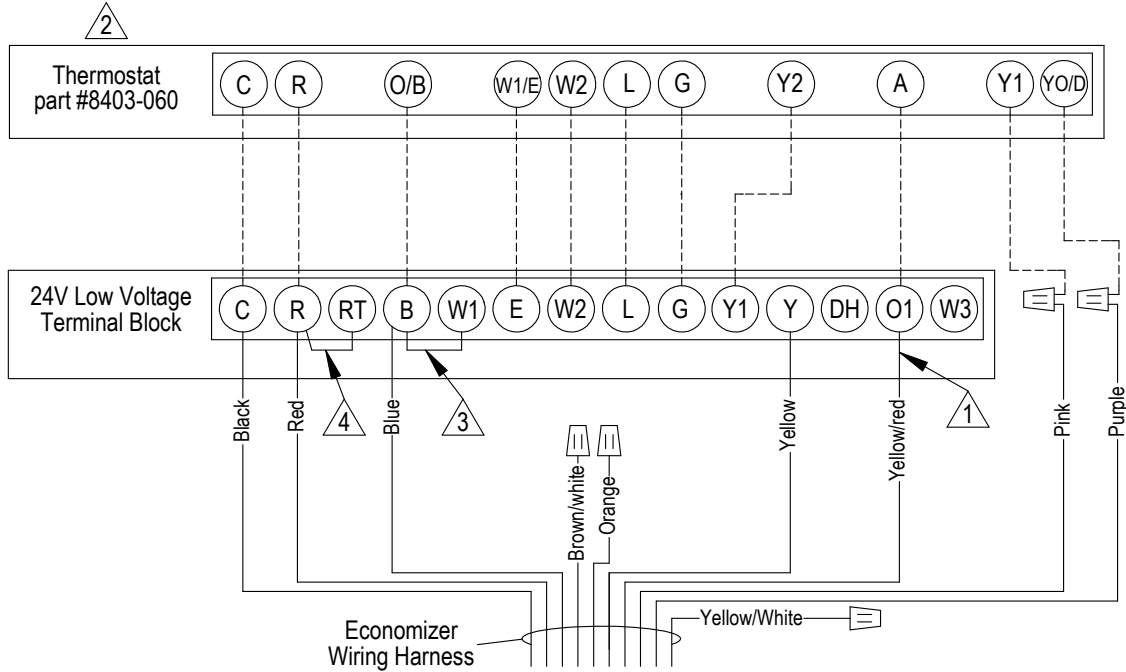 2
Thermostat
part #8403-060
C R O/B W1/E W2 L G Y2 A Y1 YO/D
24V Low Voltage
Terminal Block
C R RT B W1 E W2 L G Y1 Y DH O1 W3
4
3
1
Black
Red
Blue
Brown/white
Orange
Yellow
Yellow/red
Pink
Purple
Yellow/White
Economizer
Wiring Harness